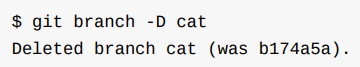 $ git branch -D cat
Deleted branch cat (was b174a5a).